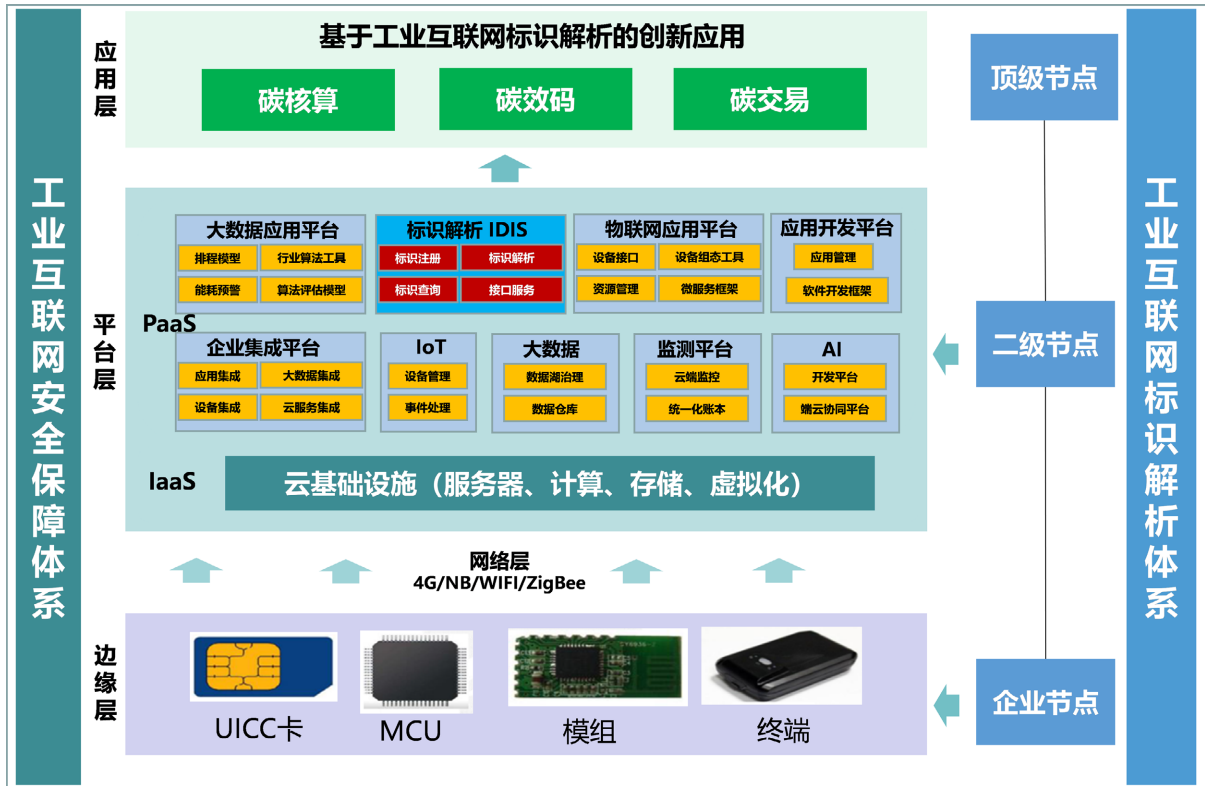 工业互联网安全保障体系
应用层
基于工业互联网标识解析的创新应用
碳核算
碳效码
碳交易
平台层
PaaS
大数据应用平台
排程模型
行业算法工具
能耗预警
算法评估模型
标识解析 IDIS
标识注册
标识解析
标识查询
接口服务
物联网应用平台
设备接口
设备组态工具
资源管理
微服务框架
应用开发平台
应用管理
软件开发框架
企业集成平台
应用集成
大数据集成
设备集成
云服务集成
IoT
设备管理
事件处理
大数据
数据湖治理
数据仓库
监测平台
云端监控
统一化账本
AI
开发平台
端云协同平台
IaaS
云基础设施（服务器、计算、存储、虚拟化）
网络层
4G/NB/WIFI/ZigBee
边缘层
UICC卡
MCU
模组
终端
顶级节点
二级节点
企业节点
工业互联网标识解析体系